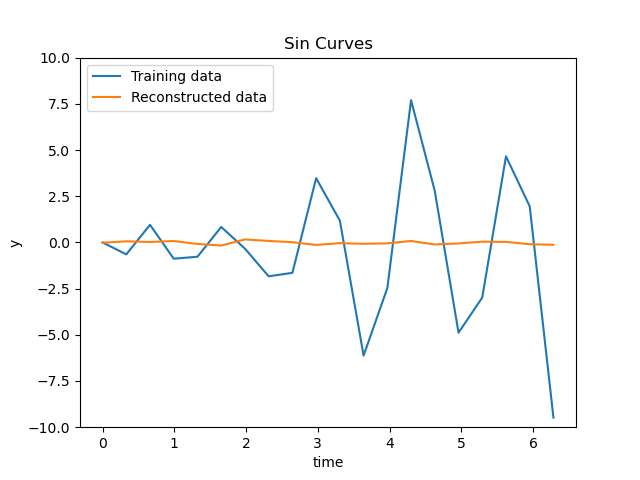 Sin Curves
Training data
Reconstructed data
10.0
7.5
5.0
2.5
0.0
−2.5
−5.0
−7.5
−10.0
y
0 1 2 3 4 5 6
time